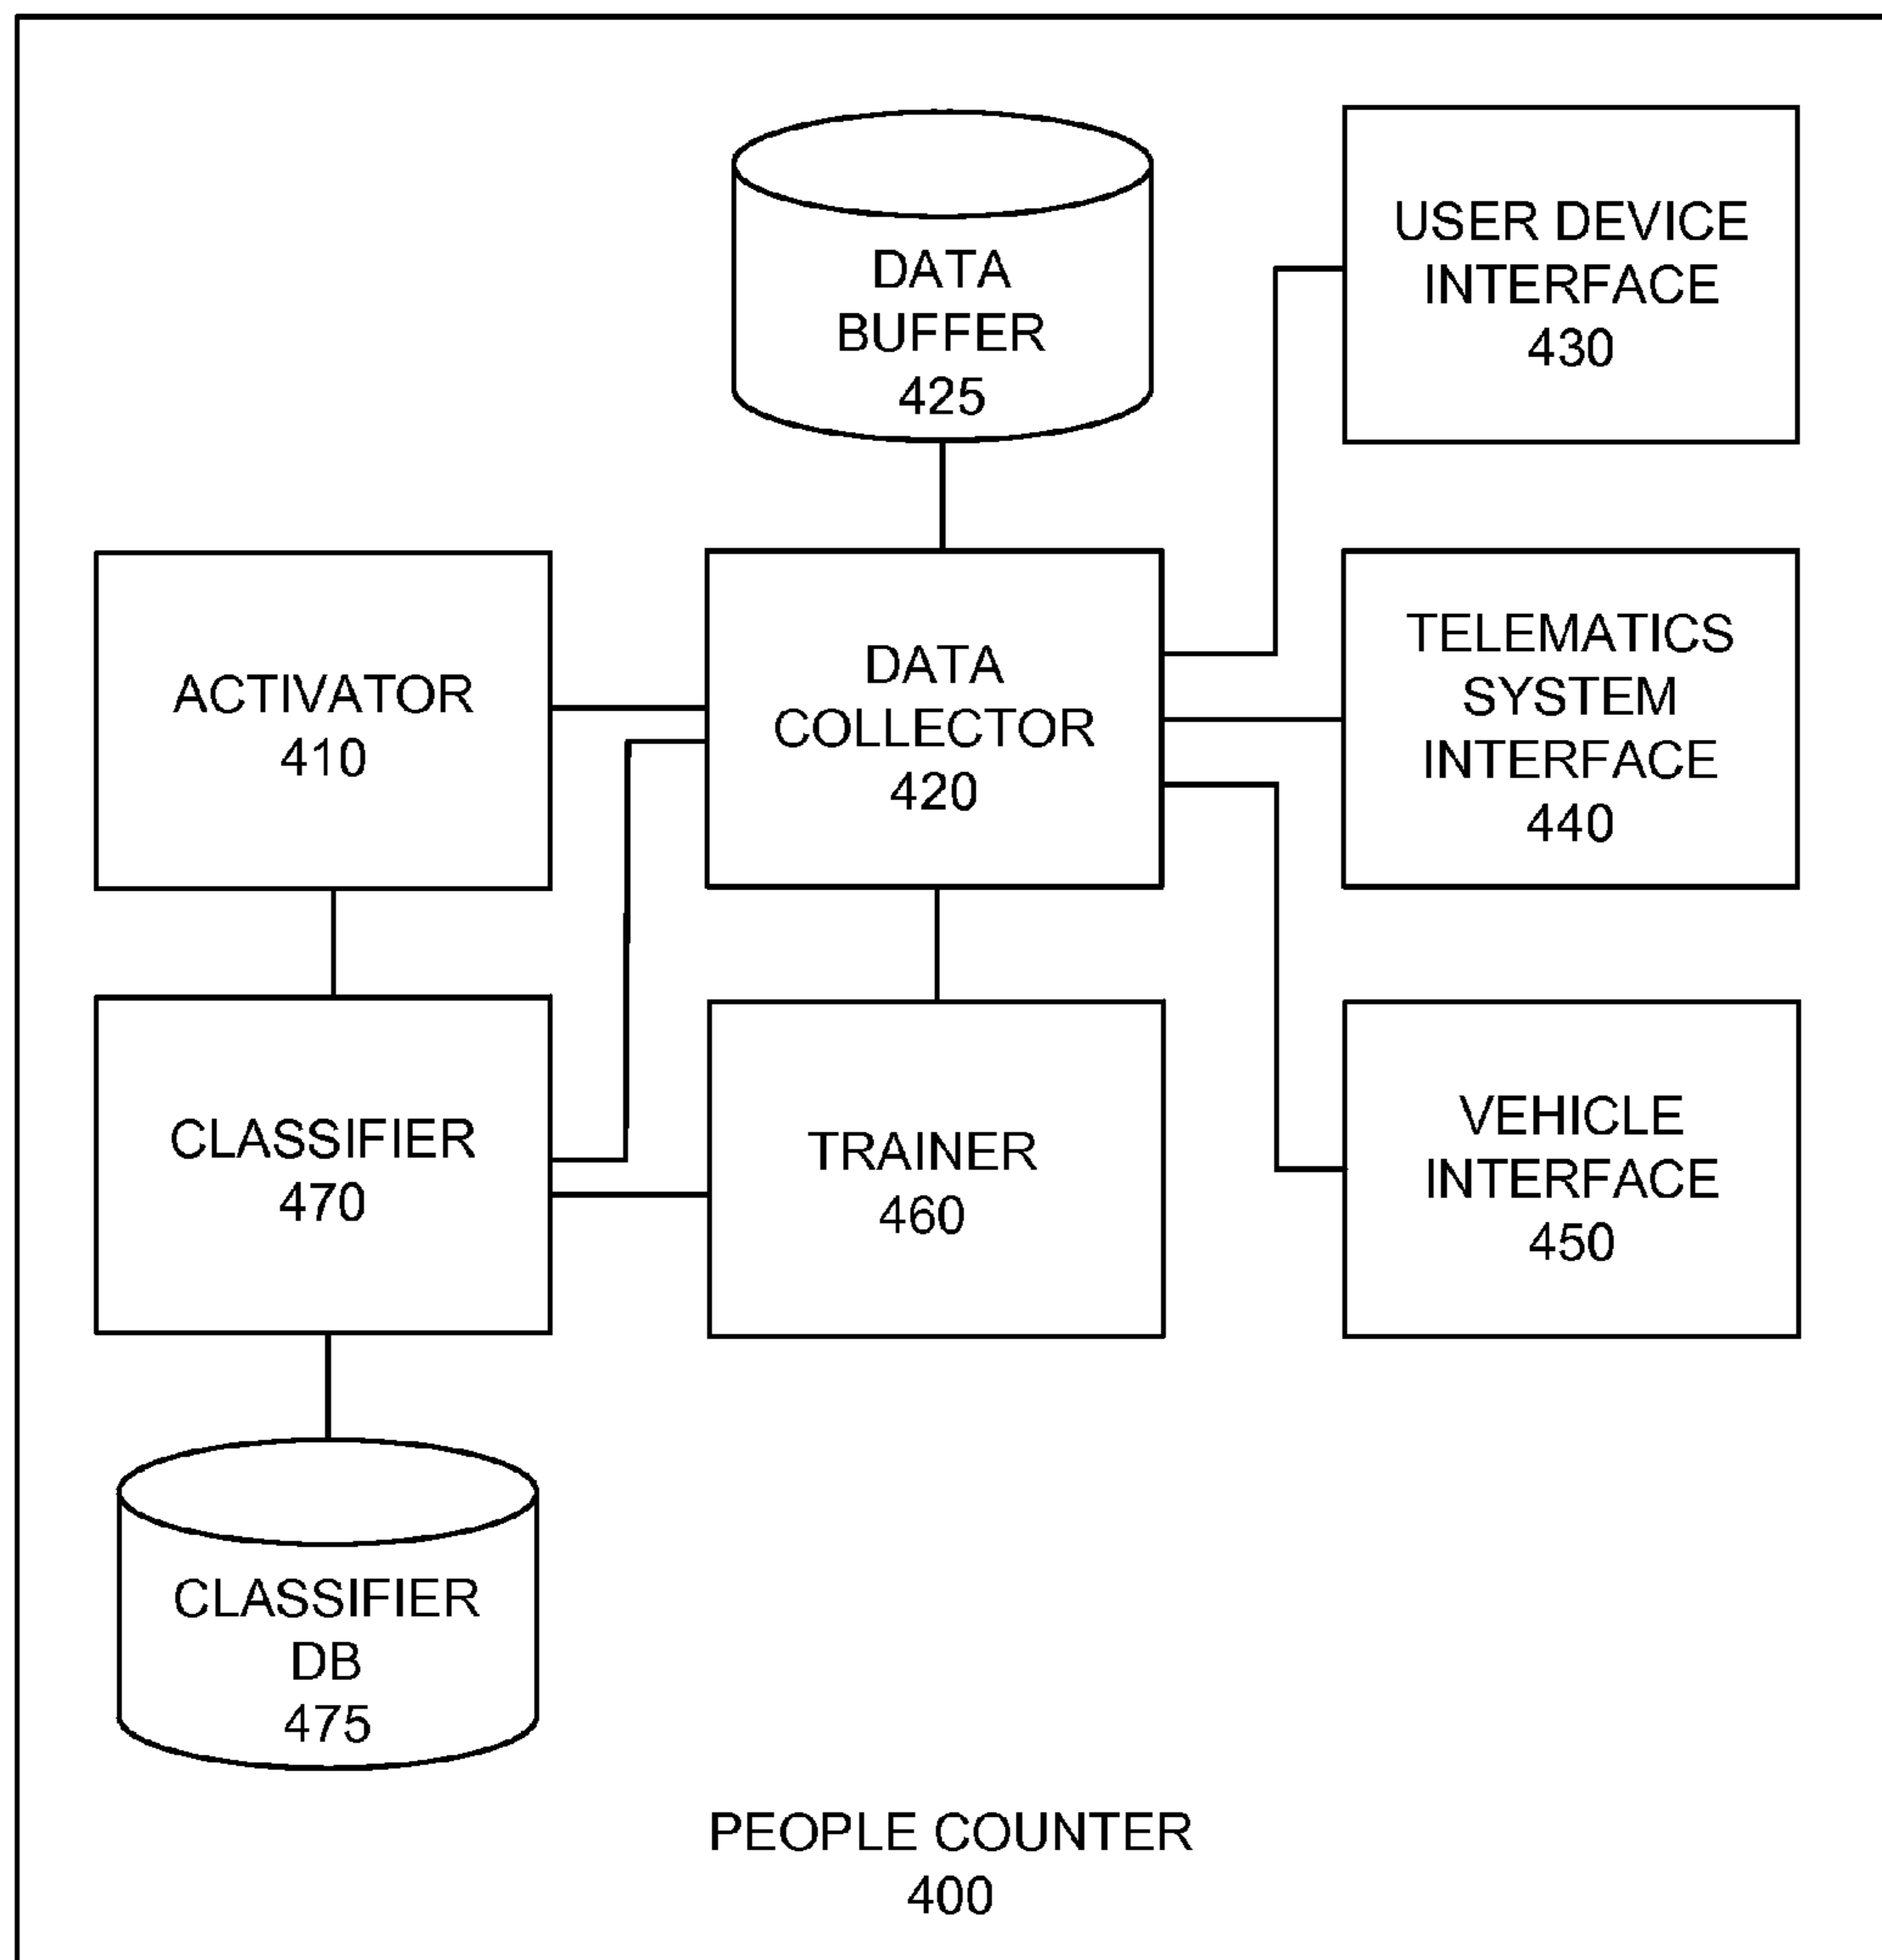 DATA
BUFFER
425
USER DEVICE
INTERFACE
430
ACTIVATOR
410
DATA
COLLECTOR
420
TELEMATICS
SYSTEM
INTERFACE
440
CLASSIFIER
470
TRAINER
460
VEHICLE
INTERFACE
450
CLASSIFIER
DB
475
PEOPLE COUNTER
400